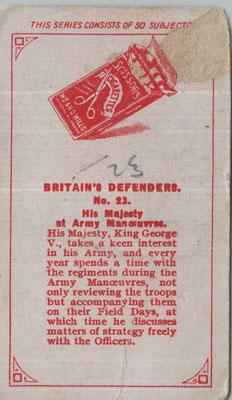 THIS SERIES CONSISTS OF 50 SUBJECTS
SCISSORS
CIGARETTES
W.D. & H.O. WILLS
23
BRITAIN'S DEFENDERS.
No. 23.
His Majesty
at Army Manœuvres.
His Majesty, King George
V., takes a keen interest
in his Army, and every
year spends a time with
the regiments during the
Army Manœuvres, not
only reviewing the troops
but accompanying them
on their Field Days, at
which time he discusses
matters of strategy freely
with the Officers.